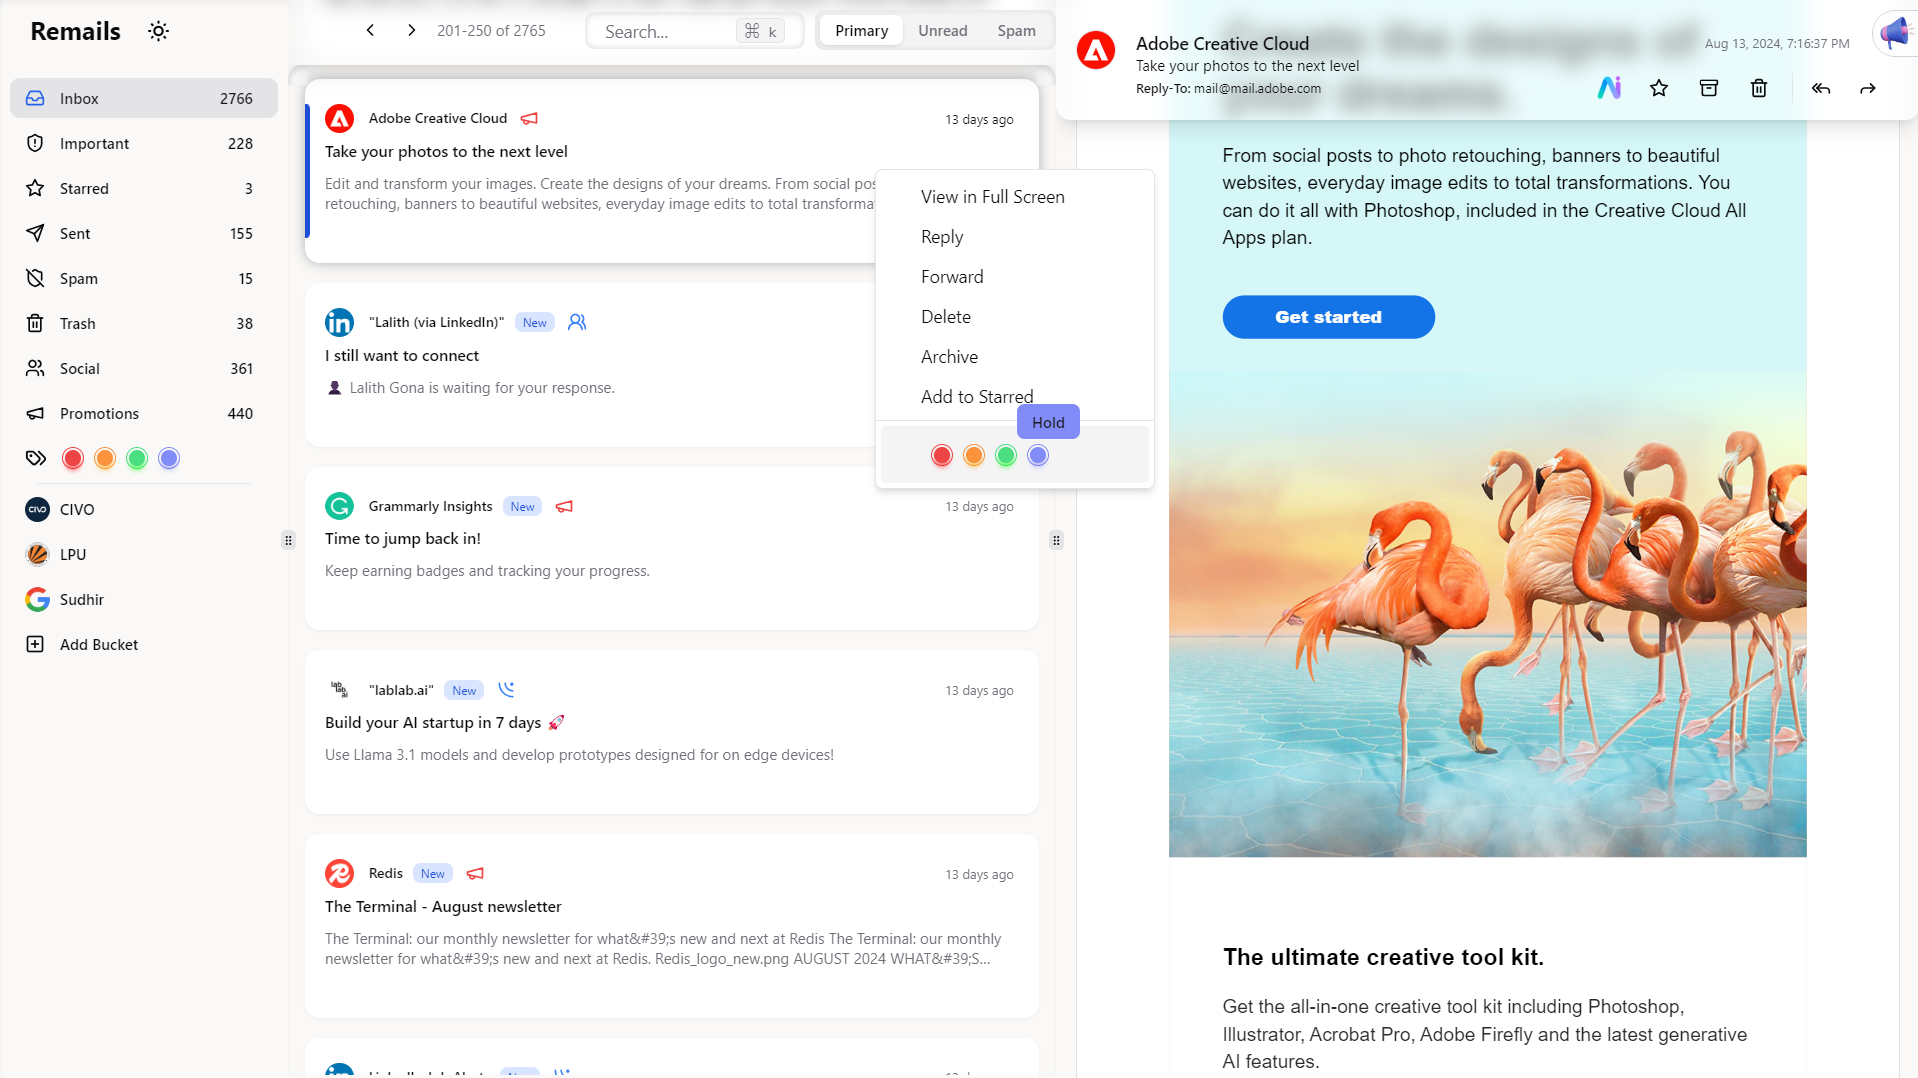 Remails
Inbox 2766
Important 228
Starred 3
Sent 155
Spam 15
Trash 38
Social 361
Promotions 440
CIVO
CIVO
LPU
Sudhir
Add Bucket
201-250 of 2765
Search...
⌘ k
Primary
Unread
Spam
Adobe Creative Cloud
13 days ago
Take your photos to the next level
Edit and transform your images. Create the designs of your dreams. From social pos
retouching, banners to beautiful websites, everyday image edits to total transforma
"Lalith (via LinkedIn)" New
I still want to connect
Lalith Gona is waiting for your response.
Grammarly Insights New
13 days ago
Time to jump back in!
Keep earning badges and tracking your progress.
lab lab ai
"lablab.ai" New
13 days ago
Build your AI startup in 7 days 🚀
Use Llama 3.1 models and develop prototypes designed for on edge devices!
Redis New
13 days ago
The Terminal - August newsletter
The Terminal: our monthly newsletter for what&#39;s new and next at Redis The Terminal: our monthly
newsletter for what&#39;s new and next at Redis. Redis_logo_new.png AUGUST 2024 WHAT&#39;S...
View in Full Screen
Reply
Forward
Delete
Archive
Add to Starred
Hold
Adobe Creative Cloud
Take your photos to the next level
Reply-To: mail@mail.adobe.com
Aug 13, 2024, 7:16:37 PM
Create the designs of
your dreams.
From social posts to photo retouching, banners to beautiful
websites, everyday image edits to total transformations. You
can do it all with Photoshop, included in the Creative Cloud All
Apps plan.
Get started
The ultimate creative tool kit.
Get the all-in-one creative tool kit including Photoshop,
Illustrator, Acrobat Pro, Adobe Firefly and the latest generative
AI features.